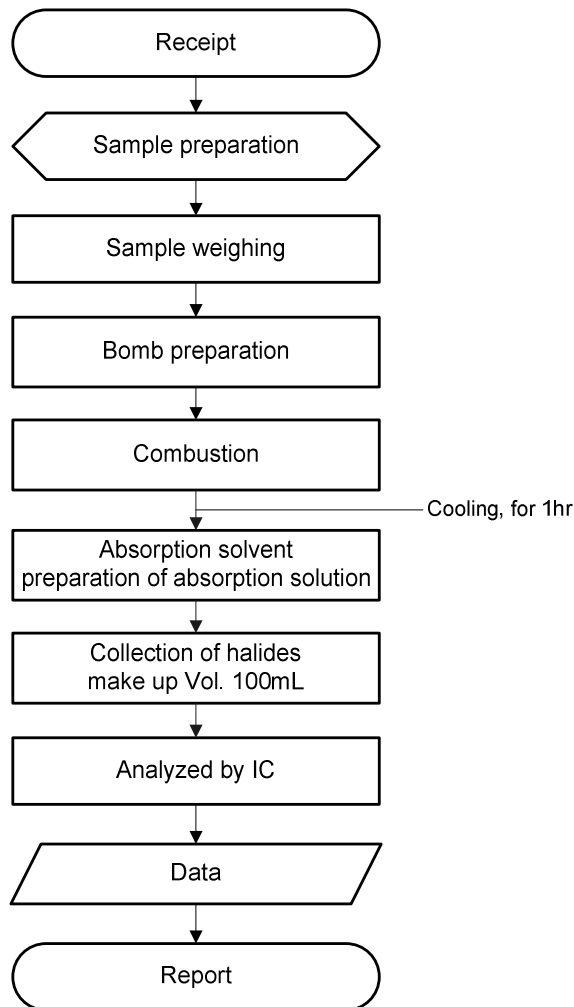 Receipt
Sample preparation
Sample weighing
Bomb preparation
Combustion
Cooling, for 1hr
Absorption solvent
preparation of absorption solution
Collection of halides
make up Vol. 100mL
Analyzed by IC
Data
Report